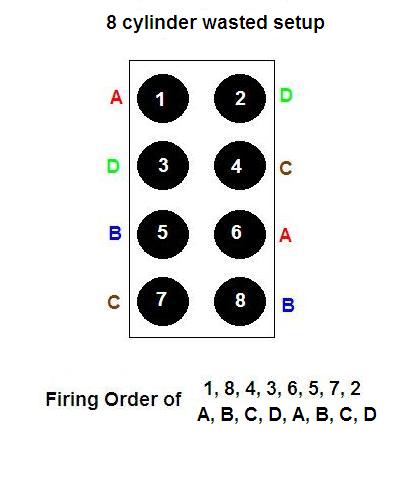 8 cylinder wasted setup
A 1 2 D
D 3 4 C
B 5 6 A
C 7 8 B
Firing Order of 1, 8, 4, 3, 6, 5, 7, 2
A, B, C, D, A, B, C, D